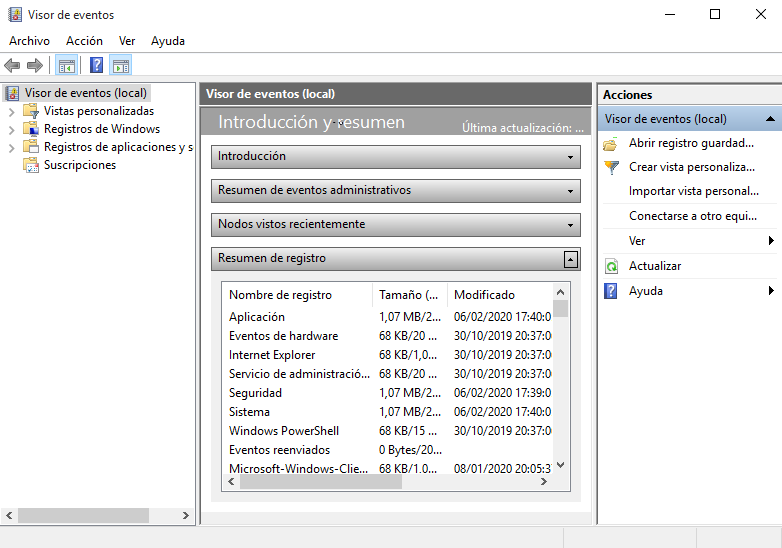 Visor de eventos
Archivo Acción Ver Ayuda
Visor de eventos (local)
Vistas personalizadas
Registros de Windows
Registros de aplicaciones y s
Suscripciones
Visor de eventos (local)
Introducción y resumen
Última actualización: ...
Introducción
Resumen de eventos administrativos
Nodos vistos recientemente
Resumen de registro
Nombre de registro Tamaño (... Modificado
Aplicación 1,07 MB/2... 06/02/2020 17:40:0
Eventos de hardware 68 KB/20 ... 30/10/2019 20:37:0
Internet Explorer 68 KB/1,0... 30/10/2019 20:37:0
Servicio de administració... 68 KB/20 ... 30/10/2019 20:37:0
Seguridad 1,07 MB/2... 06/02/2020 17:39:0
Sistema 1,07 MB/2... 06/02/2020 17:40:0
Windows PowerShell 68 KB/15 ... 30/10/2019 20:37:0
Eventos reenviados 0 Bytes/20...
Microsoft-Windows-Clie... 68 KB/1.0... 08/01/2020 20:05:3
Acciones
Visor de eventos (local)
Abrir registro guardad...
Crear vista personaliza...
Importar vista personal...
Conectarse a otro equi...
Ver
Actualizar
Ayuda